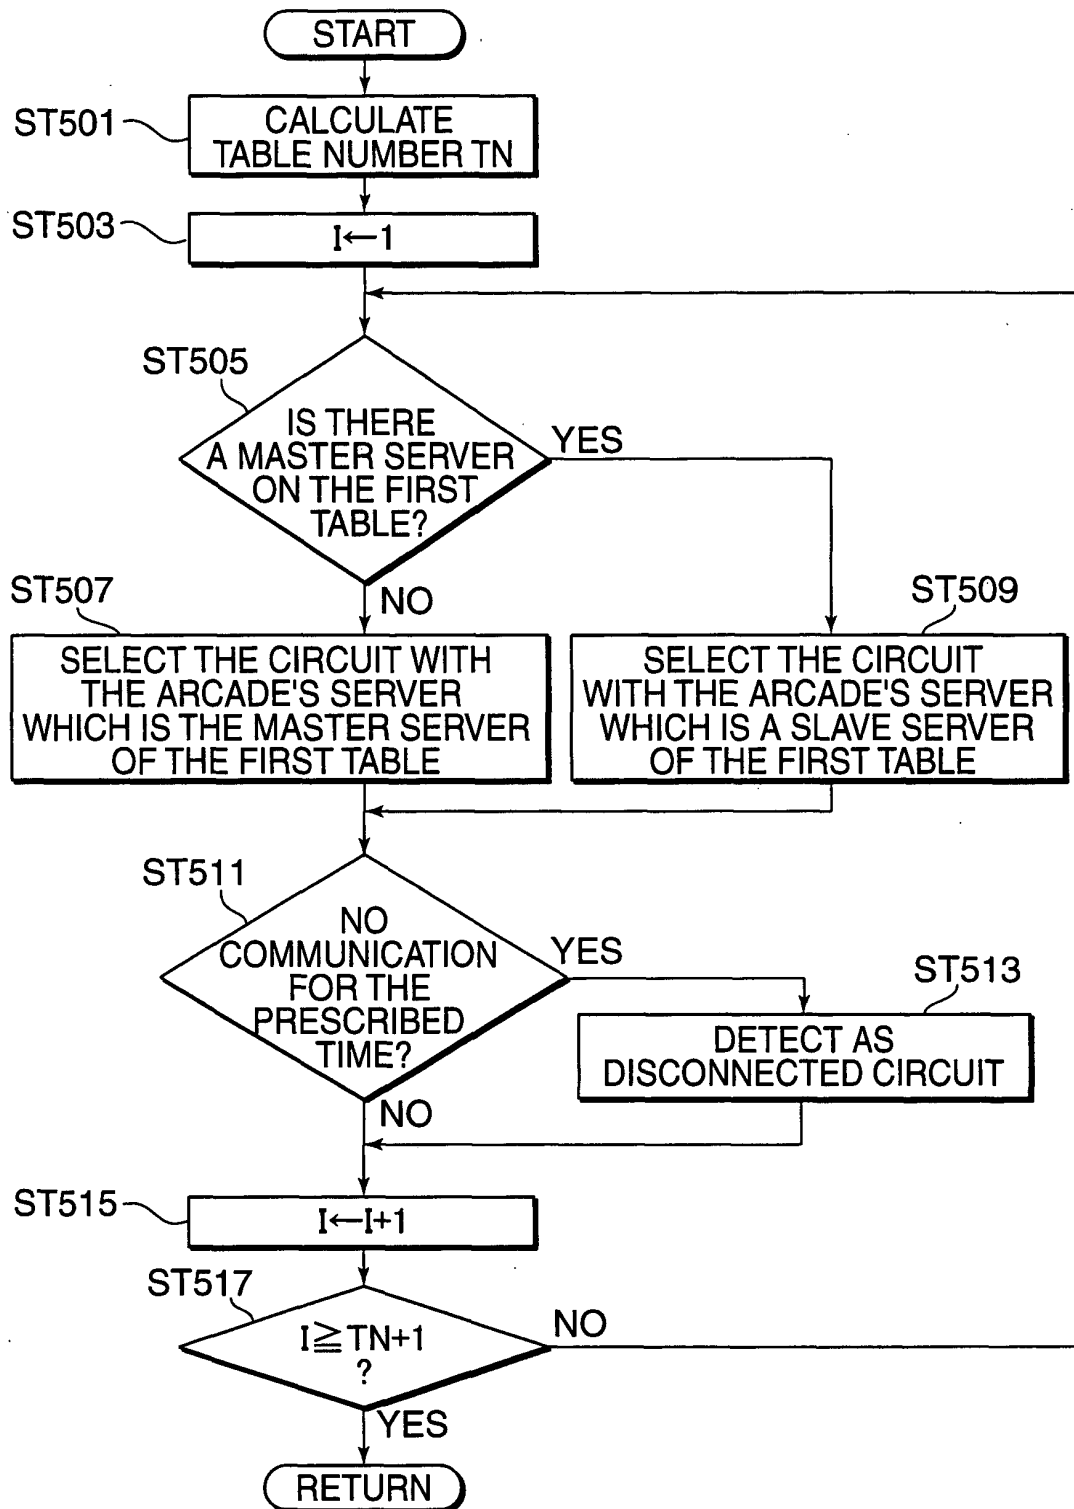 START
ST501
CALCULATE
TABLE NUMBER TN
ST503
I←1
ST505
IS THERE
A MASTER SERVER
ON THE FIRST
TABLE?
YES
NO
ST507
SELECT THE CIRCUIT WITH
THE ARCADE'S SERVER
WHICH IS THE MASTER SERVER
OF THE FIRST TABLE
ST509
SELECT THE CIRCUIT
WITH THE ARCADE'S SERVER
WHICH IS A SLAVE SERVER
OF THE FIRST TABLE
ST511
NO
COMMUNICATION
FOR THE
PRESCRIBED
TIME?
YES
NO
ST513
DETECT AS
DISCONNECTED CIRCUIT
ST515
I←I+1
ST517
I≧TN+1
?
NO
YES
RETURN